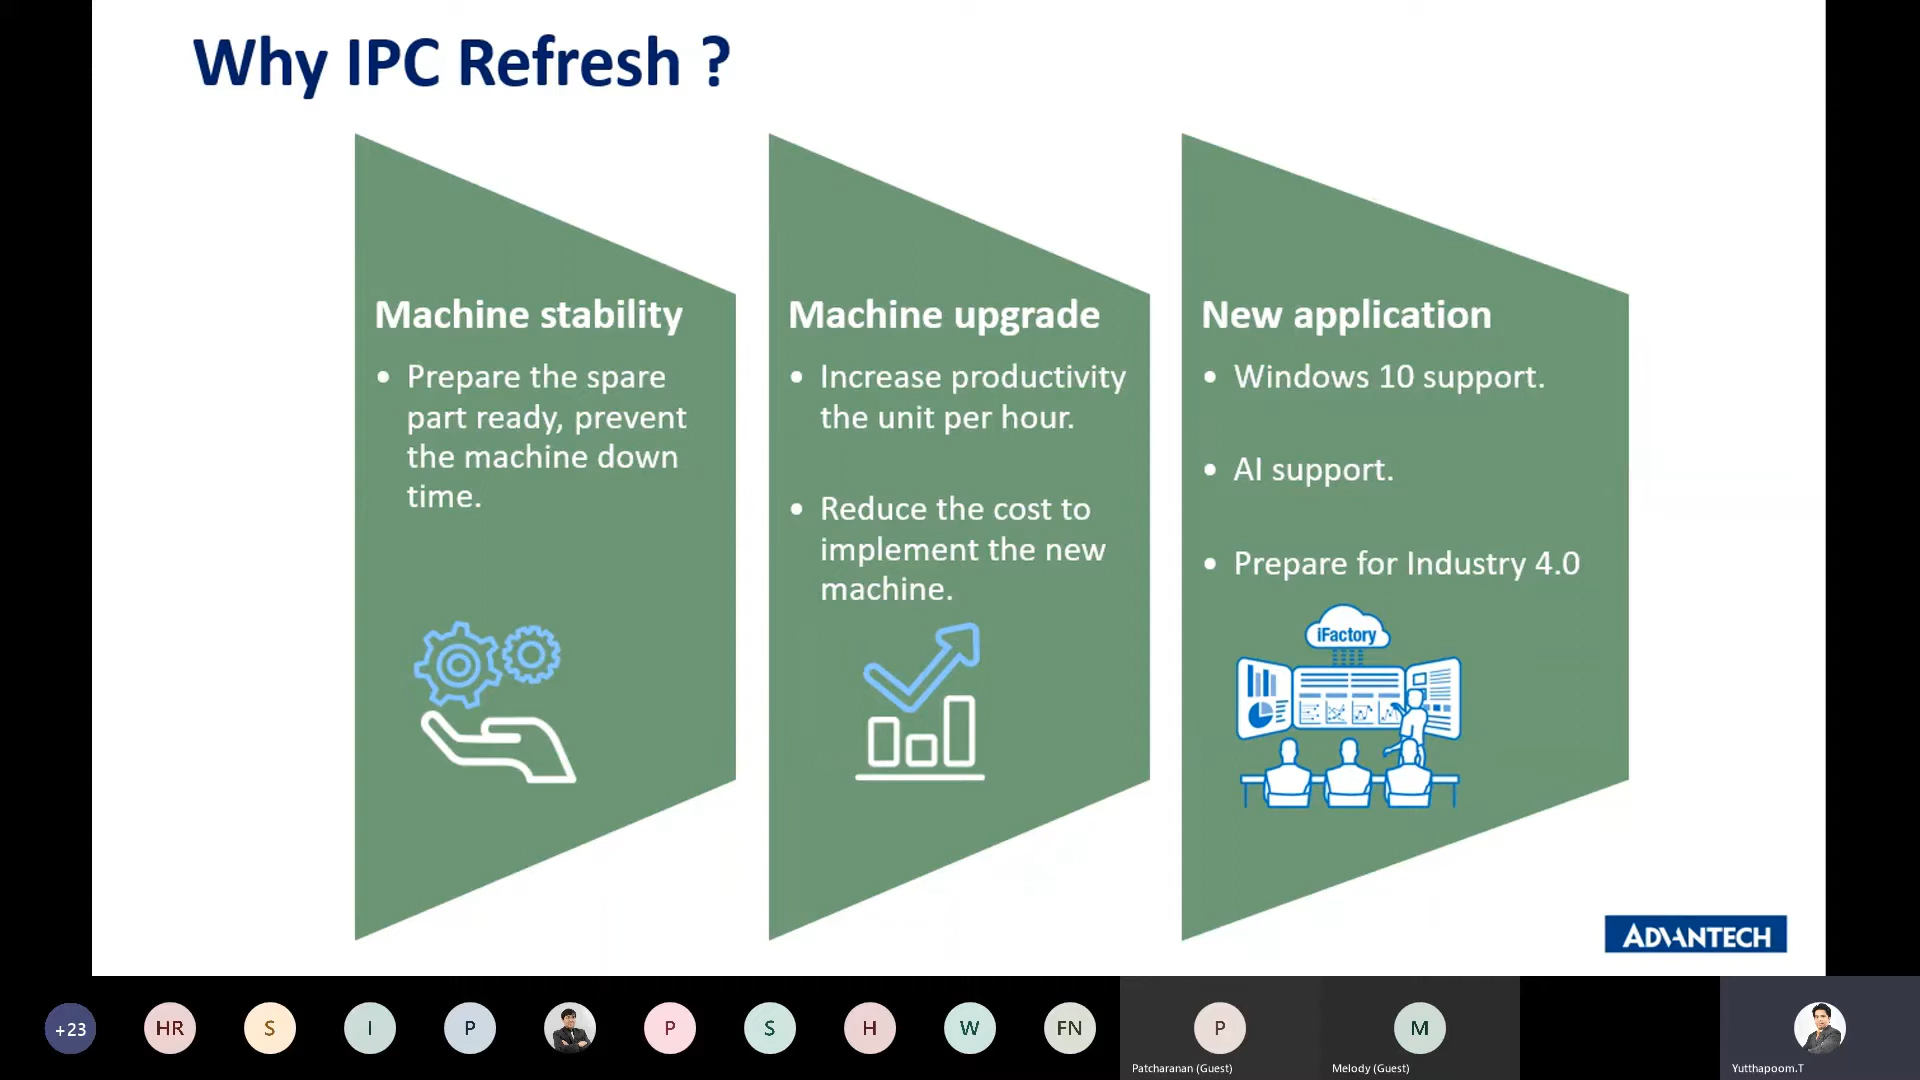 Why IPC Refresh ?
Machine stability
• Prepare the spare
part ready, prevent
the machine down
time.
Machine upgrade
• Increase productivity
the unit per hour.
• Reduce the cost to
implement the new
machine.
New application
• Windows 10 support.
• AI support.
• Prepare for Industry 4.0
iFactory
ADVANTECH
+23
HR
S
I
P
P
S
H
W
FN
P
M
Patcharanan (Guest)
Melody (Guest)
Yutthapoom.T